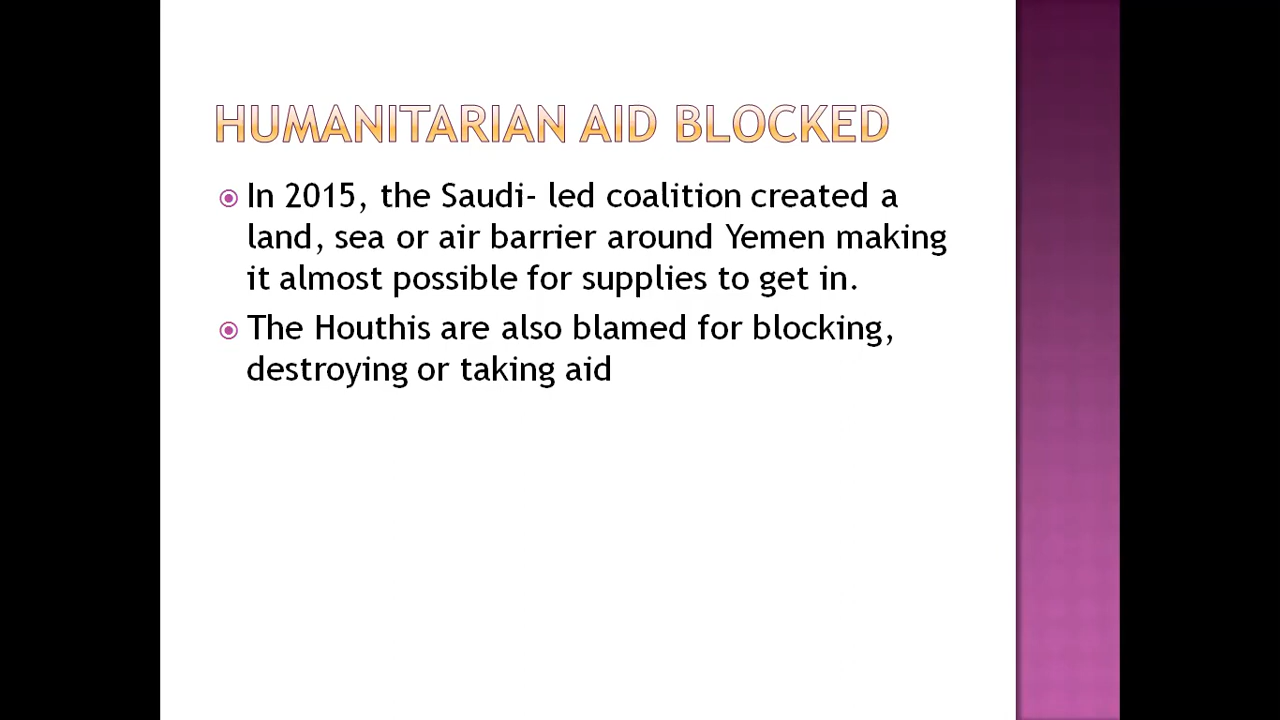 HUMANITARIAN AID BLOCKED
In 2015, the Saudi- led coalition created a
land, sea or air barrier around Yemen making
it almost possible for supplies to get in.
The Houthis are also blamed for blocking,
destroying or taking aid